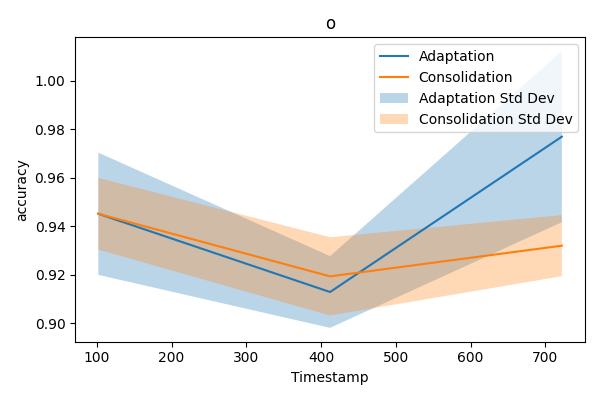 o
Adaptation
Consolidation
Adaptation Std Dev
Consolidation Std Dev
accuracy
1.00
0.98
0.96
0.94
0.92
0.90
100 200 300 400 500 600 700
Timestamp